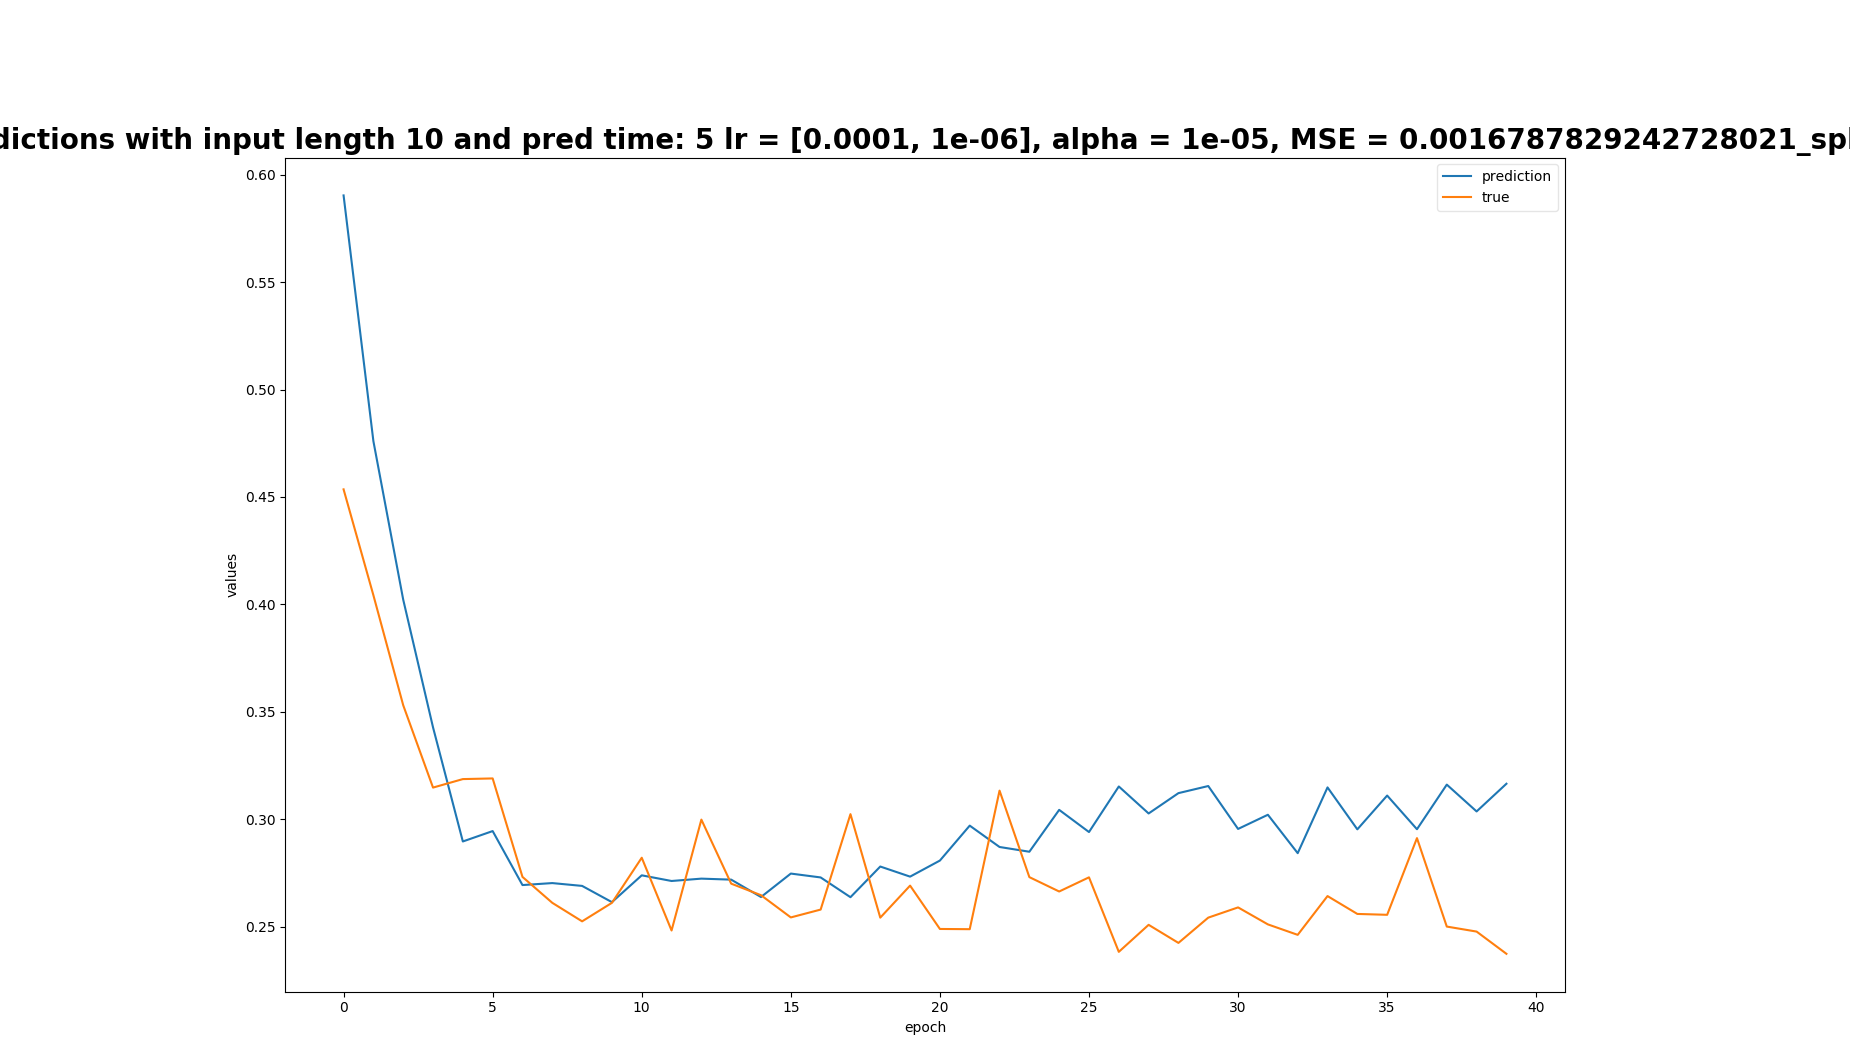 dictions with input length 10 and pred time: 5 lr = [0.0001, 1e-06], alpha = 1e-05, MSE = 0.0016787829242728021_spl
prediction
true
0.60
0.55
0.50
0.45
0.40
0.35
0.30
0.25
values
0 5 10 15 20 25 30 35 40
epoch